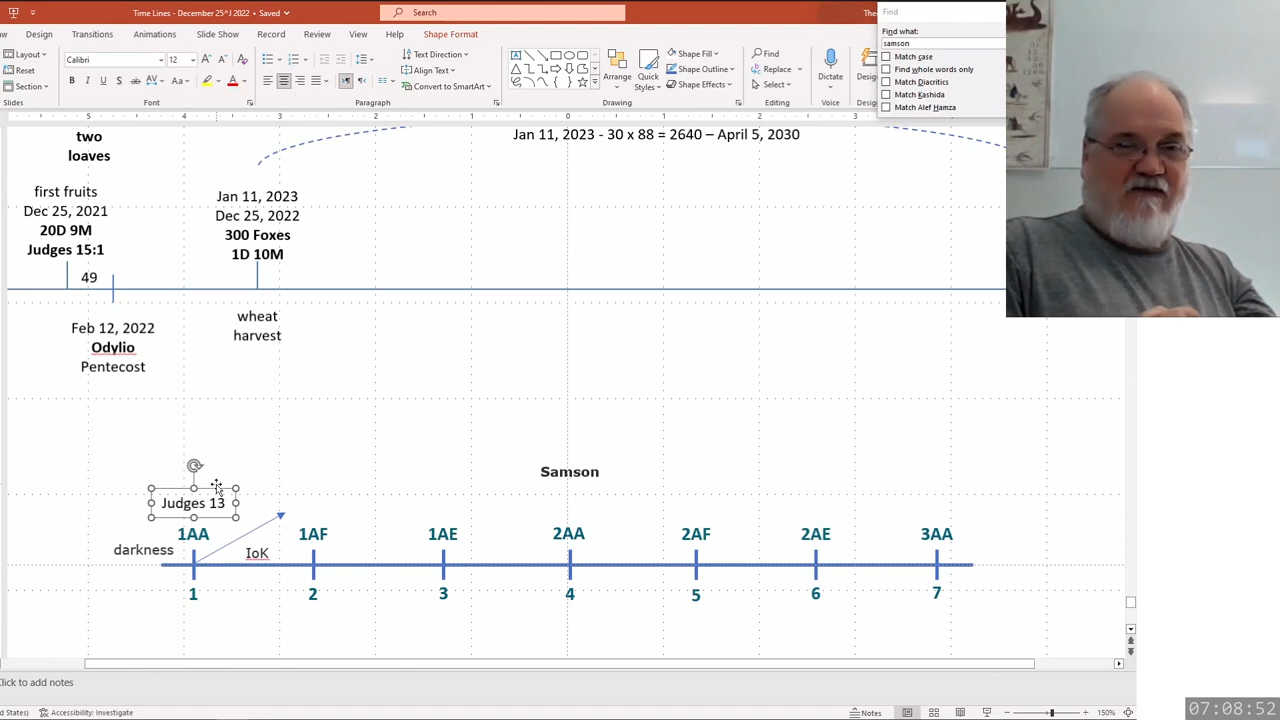 Time Lines - December 25^J 2022 • Saved
Search
Find
Design Transitions Animations Slide Show Record Review View Help Shape Format
Find what:
samson
Match case
Find whole words only
Match Diacritics
Match Kashida
Match Alef Hamza
Layout
Reset
Section
Slides
Calibri
12
Font
Text Direction
Align Text
Convert to SmartArt
Paragraph
Arrange
Quick Styles
Shape Fill
Shape Outline
Shape Effects
Drawing
Find
Replace
Select
Editing
Dictate
Voice
two
loaves
Jan 11, 2023 - 30 x 88 = 2640 – April 5, 2030
first fruits
Dec 25, 2021
20D 9M
Judges 15:1
Jan 11, 2023
Dec 25, 2022
300 Foxes
1D 10M
49
Feb 12, 2022
Odylio
Pentecost
wheat
harvest
Samson
Judges 13
1AA 1AF 1AE 2AA 2AF 2AE 3AA
darkness
IoK
1 2 3 4 5 6 7
Click to add notes
Accessibility: Investigate
Notes
150%
07:08:52